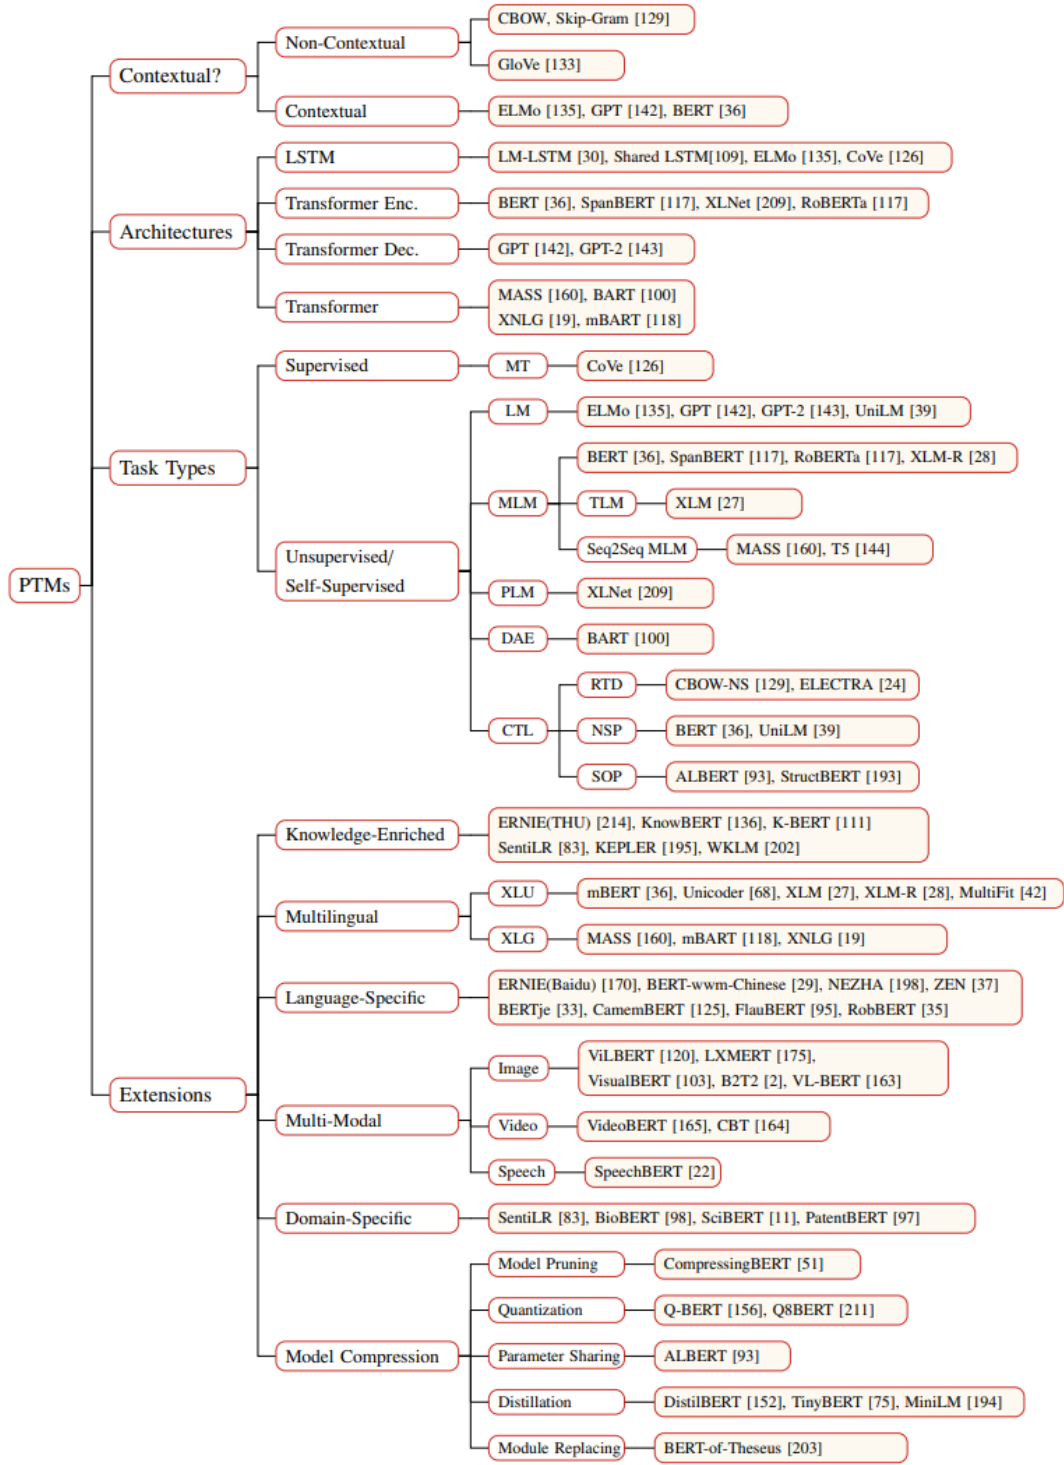 PTMs
Contextual?
Non-Contextual
CBOW, Skip-Gram [129]
GloVe [133]
Contextual
ELMo [135], GPT [142], BERT [36]
Architectures
LSTM
LM-LSTM [30], Shared LSTM[109], ELMo [135], CoVe [126]
Transformer Enc.
BERT [36], SpanBERT [117], XLNet [209], RoBERTa [117]
Transformer Dec.
GPT [142], GPT-2 [143]
Transformer
MASS [160], BART [100]
XNLG [19], mBART [118]
Task Types
Supervised
MT
CoVe [126]
Unsupervised/
Self-Supervised
LM
ELMo [135], GPT [142], GPT-2 [143], UniLM [39]
MLM
BERT [36], SpanBERT [117], RoBERTa [117], XLM-R [28]
TLM
XLM [27]
Seq2Seq MLM
MASS [160], T5 [144]
PLM
XLNet [209]
DAE
BART [100]
CTL
RTD
CBOW-NS [129], ELECTRA [24]
NSP
BERT [36], UniLM [39]
SOP
ALBERT [93], StructBERT [193]
Extensions
Knowledge-Enriched
ERNIE(THU) [214], KnowBERT [136], K-BERT [111]
SentiLR [83], KEPLER [195], WKLM [202]
Multilingual
XLU
mBERT [36], Unicoder [68], XLM [27], XLM-R [28], MultiFit [42]
XLG
MASS [160], mBART [118], XNLG [19]
Language-Specific
ERNIE(Baidu) [170], BERT-wwm-Chinese [29], NEZHA [198], ZEN [37]
BERTje [33], CamemBERT [125], FlauBERT [95], RobBERT [35]
Multi-Modal
Image
ViLBERT [120], LXMERT [175],
VisualBERT [103], B2T2 [2], VL-BERT [163]
Video
VideoBERT [165], CBT [164]
Speech
SpeechBERT [22]
Domain-Specific
SentiLR [83], BioBERT [98], SciBERT [11], PatentBERT [97]
Model Compression
Model Pruning
CompressingBERT [51]
Quantization
Q-BERT [156], Q8BERT [211]
Parameter Sharing
ALBERT [93]
Distillation
DistilBERT [152], TinyBERT [75], MiniLM [194]
Module Replacing
BERT-of-Theseus [203]